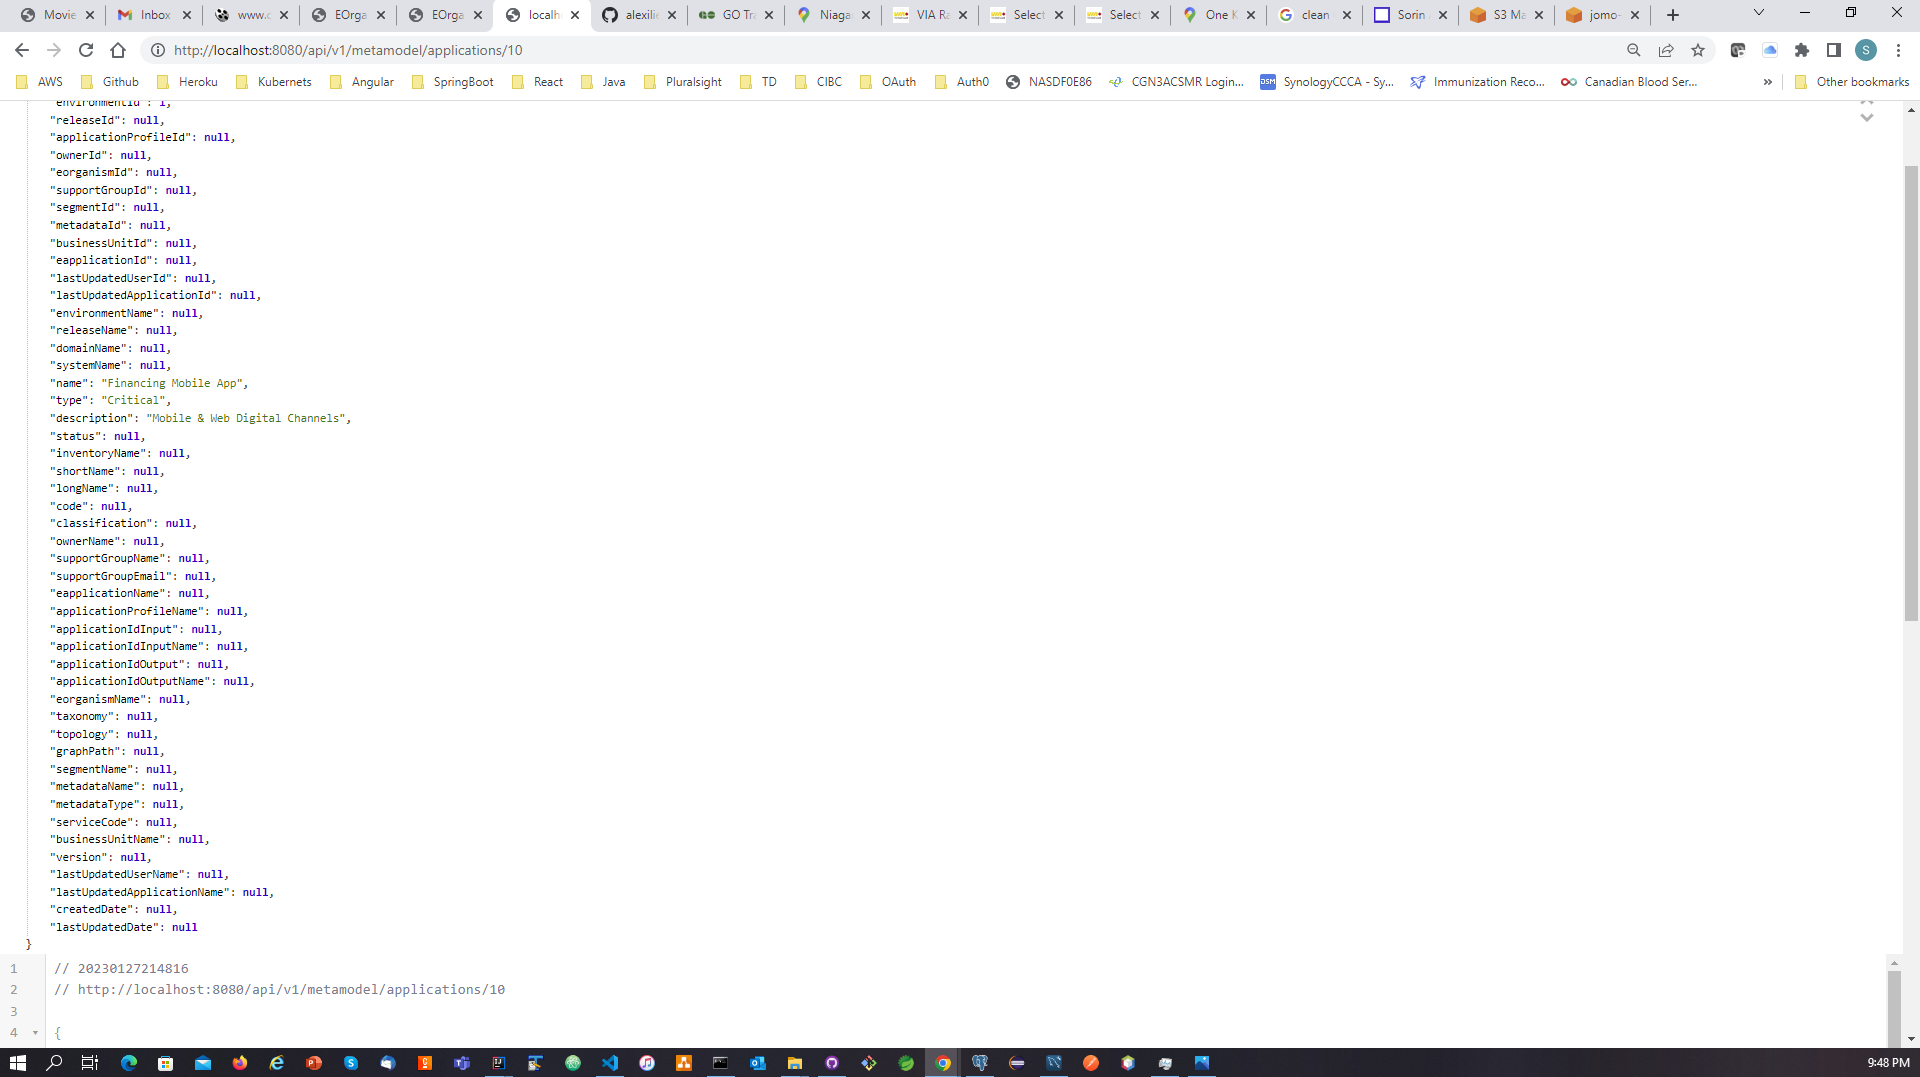 Movie
Inbox
www.c
EOrga
EOrga
localh
alexilie
GO Tra
Niaga
VIA Ra
Select
Select
One K
clean
Sorin
S3 Ma
jomo-
http://localhost:8080/api/v1/metamodel/applications/10
S
AWS
Github
Heroku
Kubernets
Angular
SpringBoot
React
Java
Pluralsight
TD
CIBC
OAuth
Auth0
NASDF0E86
CGN3ACSMR Login...
DSM
SynologyCCCA - Sy...
Immunization Reco...
Canadian Blood Ser...
»
Other bookmarks
"environmentId": 1,
"releaseId": null,
"applicationProfileId": null,
"ownerId": null,
"eorganismId": null,
"supportGroupId": null,
"segmentId": null,
"metadataId": null,
"businessUnitId": null,
"eapplicationId": null,
"lastUpdatedUserId": null,
"lastUpdatedApplicationId": null,
"environmentName": null,
"releaseName": null,
"domainName": null,
"systemName": null,
"name": "Financing Mobile App",
"type": "Critical",
"description": "Mobile & Web Digital Channels",
"status": null,
"inventoryName": null,
"shortName": null,
"longName": null,
"code": null,
"classification": null,
"ownerName": null,
"supportGroupName": null,
"supportGroupEmail": null,
"eapplicationName": null,
"applicationProfileName": null,
"applicationIdInput": null,
"applicationIdInputName": null,
"applicationIdOutput": null,
"applicationIdOutputName": null,
"eorganismName": null,
"taxonomy": null,
"topology": null,
"graphPath": null,
"segmentName": null,
"metadataName": null,
"metadataType": null,
"serviceCode": null,
"businessUnitName": null,
"version": null,
"lastUpdatedUserName": null,
"lastUpdatedApplicationName": null,
"createdDate": null,
"lastUpdatedDate": null
}
1 // 20230127214816
2 // http://localhost:8080/api/v1/metamodel/applications/10
3
4 {
9:48 PM